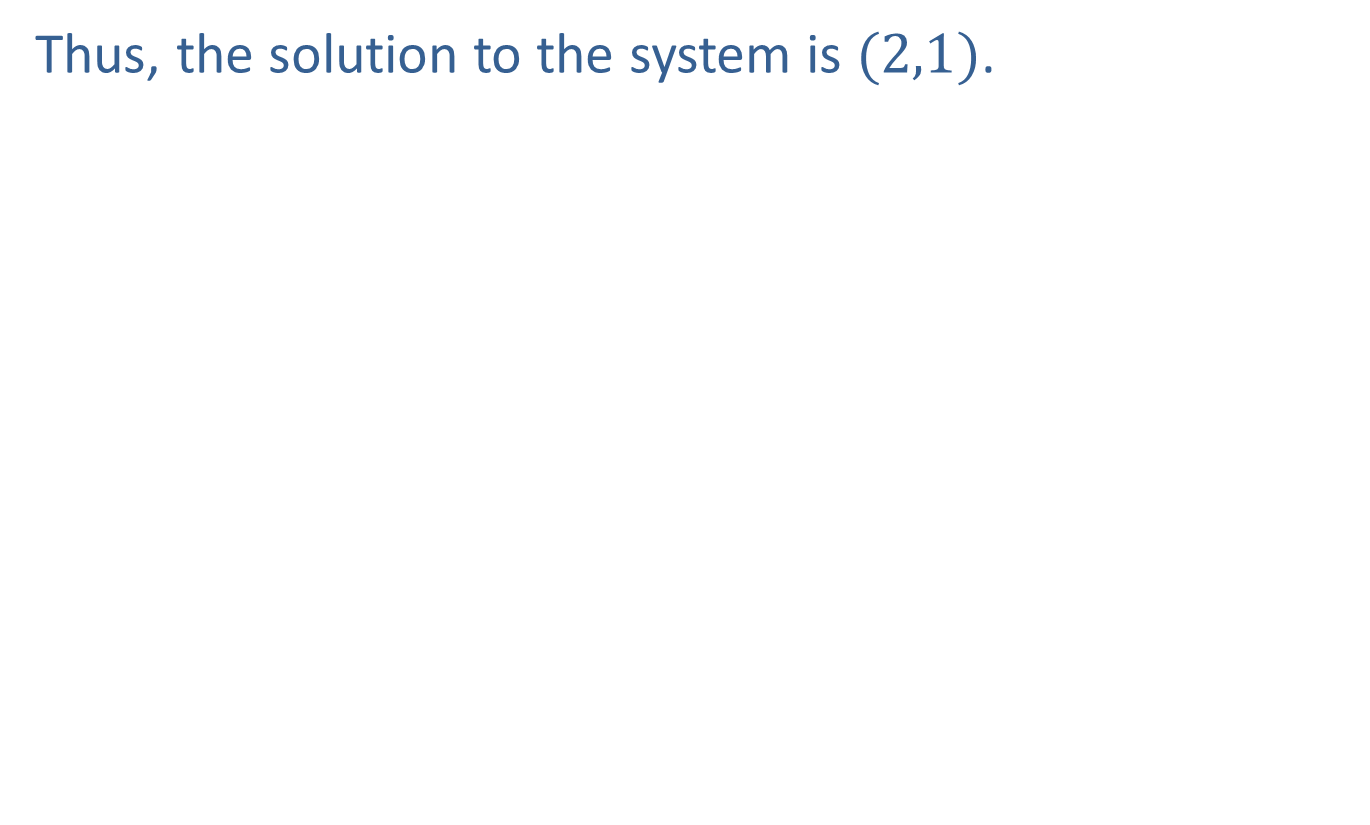 Thus, the solution to the system is (2,1).